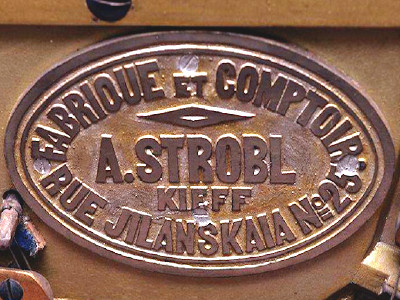 FABRIQUE ET COMPTOIR.
A. STROBL
KIEFF
RUE JILANSKAIA No 25